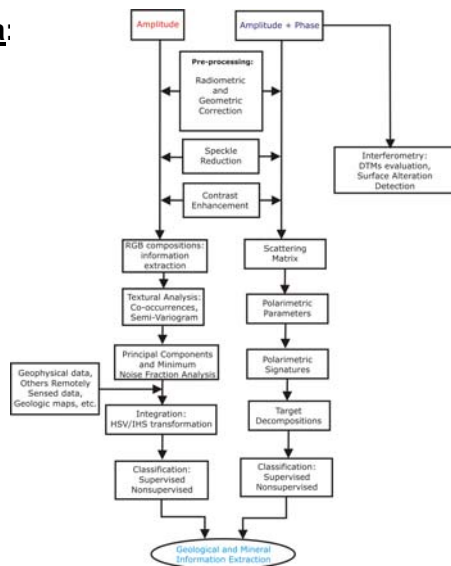 a:
Amplitude
Amplitude + Phase
Pre-processing:
Radiometric
and
Geometric
Correction
Speckle
Reduction
Contrast
Enhancement
Interferometry:
DTMs evaluation,
Surface Alteration
Detection
RGB compositions:
information
extraction
Textural Analysis:
Co-occurrences,
Semi-Variogram
Principal Components
and Minimum
Noise Fraction Analysis
Geophysical data,
Others Remotely
Sensed data,
Geologic maps, etc.
Integration:
HSV/IHS transformation
Classification:
Supervised
Nonsupervised
Scattering
Matrix
Polarimetric
Parameters
Polarimetric
Signatures
Target
Decompositions
Classification:
Supervised
Nonsupervised
Geological and Mineral
Information Extraction